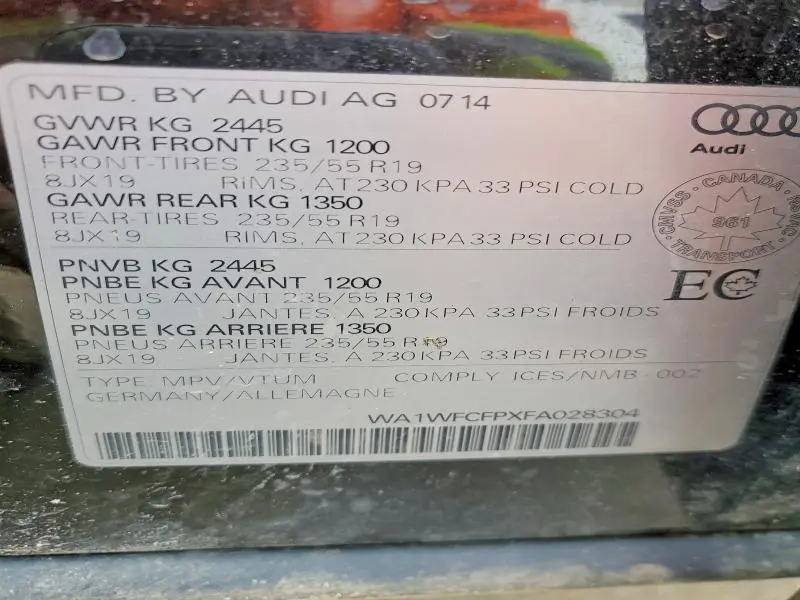 MFD. BY AUDI AG 0714
GVWR KG 2445
GAWR FRONT KG 1200
FRONT-TIRES 235/55 R19
8JX19 RIMS, AT 230 KPA 33 PSI COLD
GAWR REAR KG 1350
REAR-TIRES 235/55 R19
8JX19 RIMS, AT 230 KPA 33 PSI COLD
Audi
CMVSS - CANADA - NSVAC
961
TRANSPORT
EC
PNVB KG 2445
PNBE KG AVANT 1200
PNEUS AVANT 235/55 R19
8JX19 JANTES, A 230 KPA 33 PSI FROIDS
PNBE KG ARRIERE 1350
PNEUS ARRIERE 235/55 R19
8JX19 JANTES, A 230 KPA 33 PSI FROIDS
TYPE MPV/VTUM COMPLY ICES/NMB - 002
GERMANY/ALLEMAGNE
WA1WFCFPXFA028304